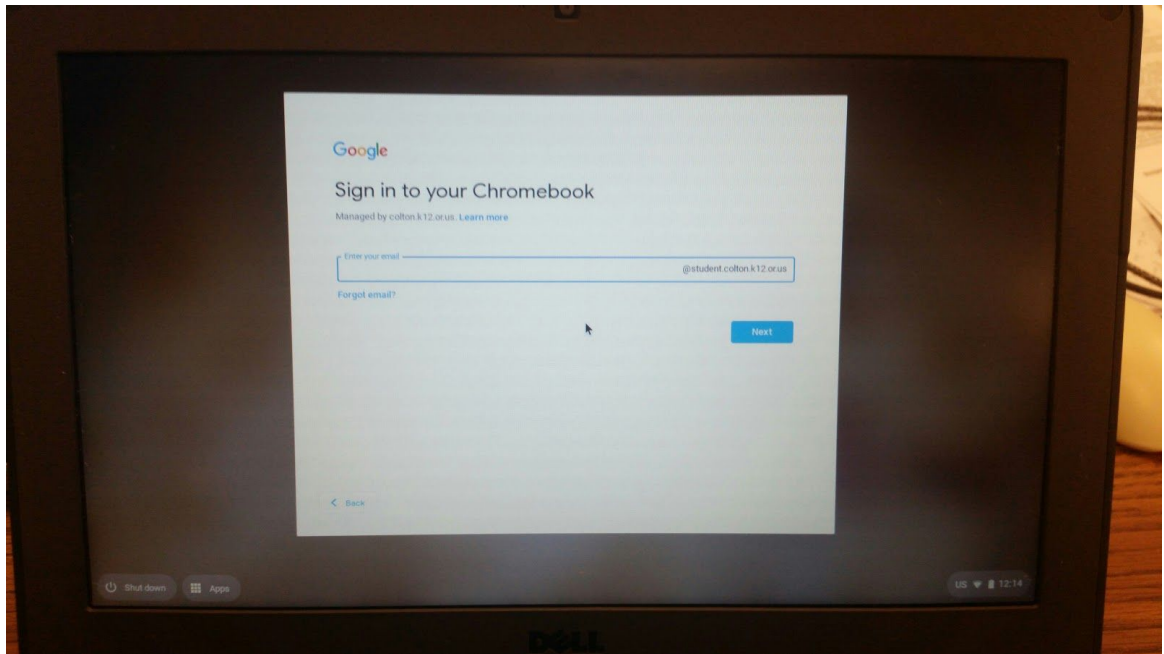 Google
Sign in to your Chromebook
Managed by colton.k12.or.us. Learn more
Enter your email
@student.colton.k12.or.us
Forgot email?
Next
Back
Shut down Apps
US 12:14
DELL